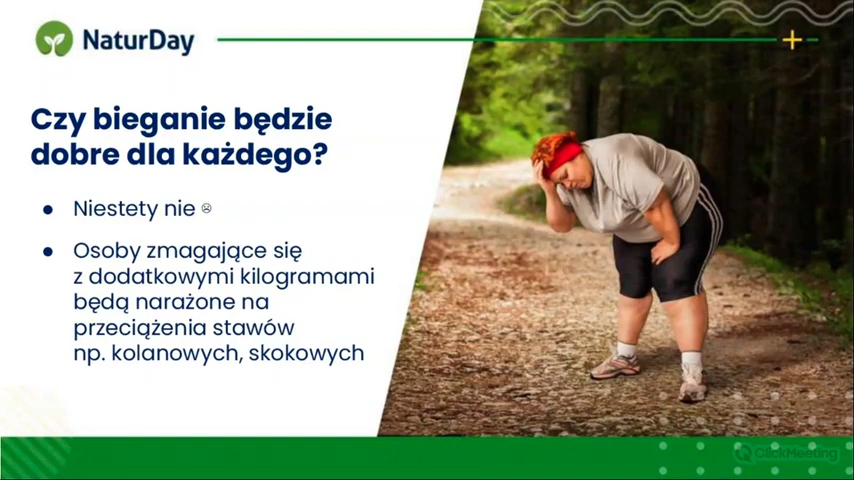 NaturDay
Czy bieganie będzie
dobre dla każdego?
● Niestety nie ☹
● Osoby zmagające się
z dodatkowymi kilogramami
będą narażone na
przeciążenia stawów
np. kolanowych, skokowych
ClickMeeting